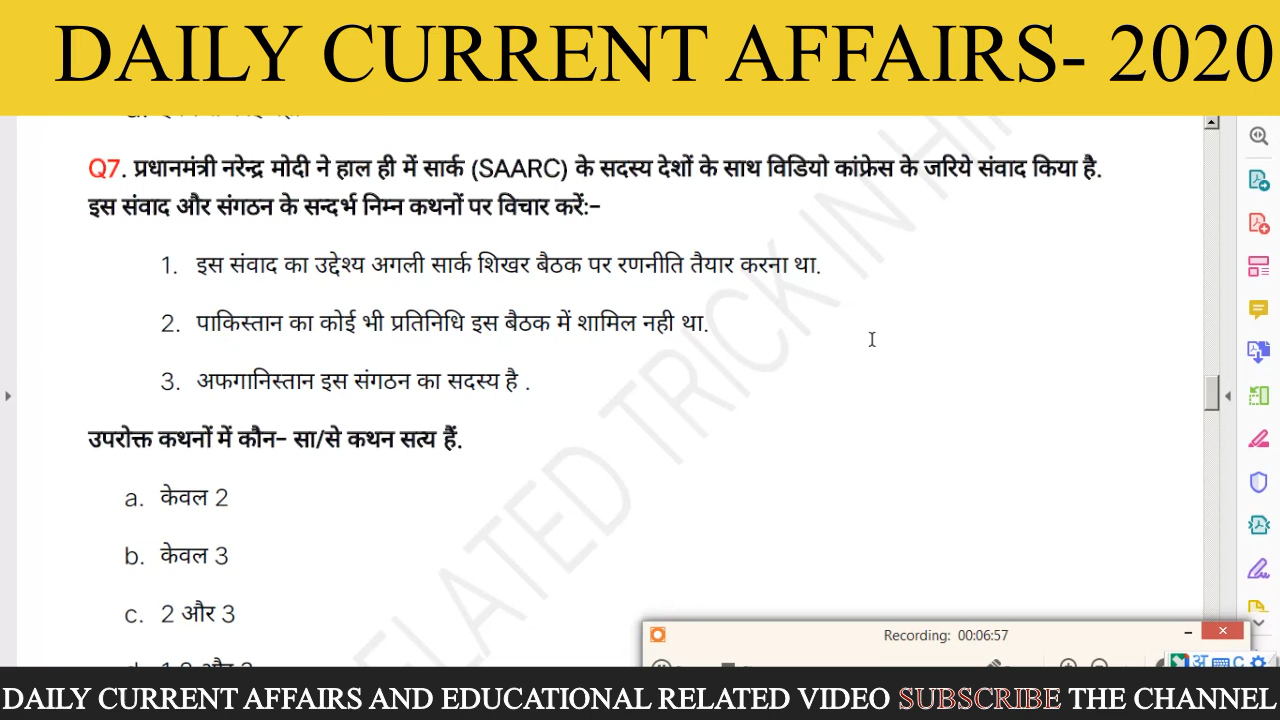 DAILY CURRENT AFFAIRS- 2020
Q7. प्रधानमंत्री नरेन्द्र मोदी ने हाल ही में सार्क (SAARC) के सदस्य देशों के साथ विडियो कांफ्रेस के जरिये संवाद किया है.
इस संवाद और संगठन के सन्दर्भ निम्न कथनों पर विचार करें:-
1. इस संवाद का उद्देश्य अगली सार्क शिखर बैठक पर रणनीति तैयार करना था.
2. पाकिस्तान का कोई भी प्रतिनिधि इस बैठक में शामिल नही था.
3. अफगानिस्तान इस संगठन का सदस्य है .
उपरोक्त कथनों में कौन- सा/से कथन सत्य हैं.
a. केवल 2
b. केवल 3
c. 2 और 3
RELATED TRICK IN
Recording: 00:06:57
DAILY CURRENT AFFAIRS AND EDUCATIONAL RELATED VIDEO SUBSCRIBE THE CHANNEL